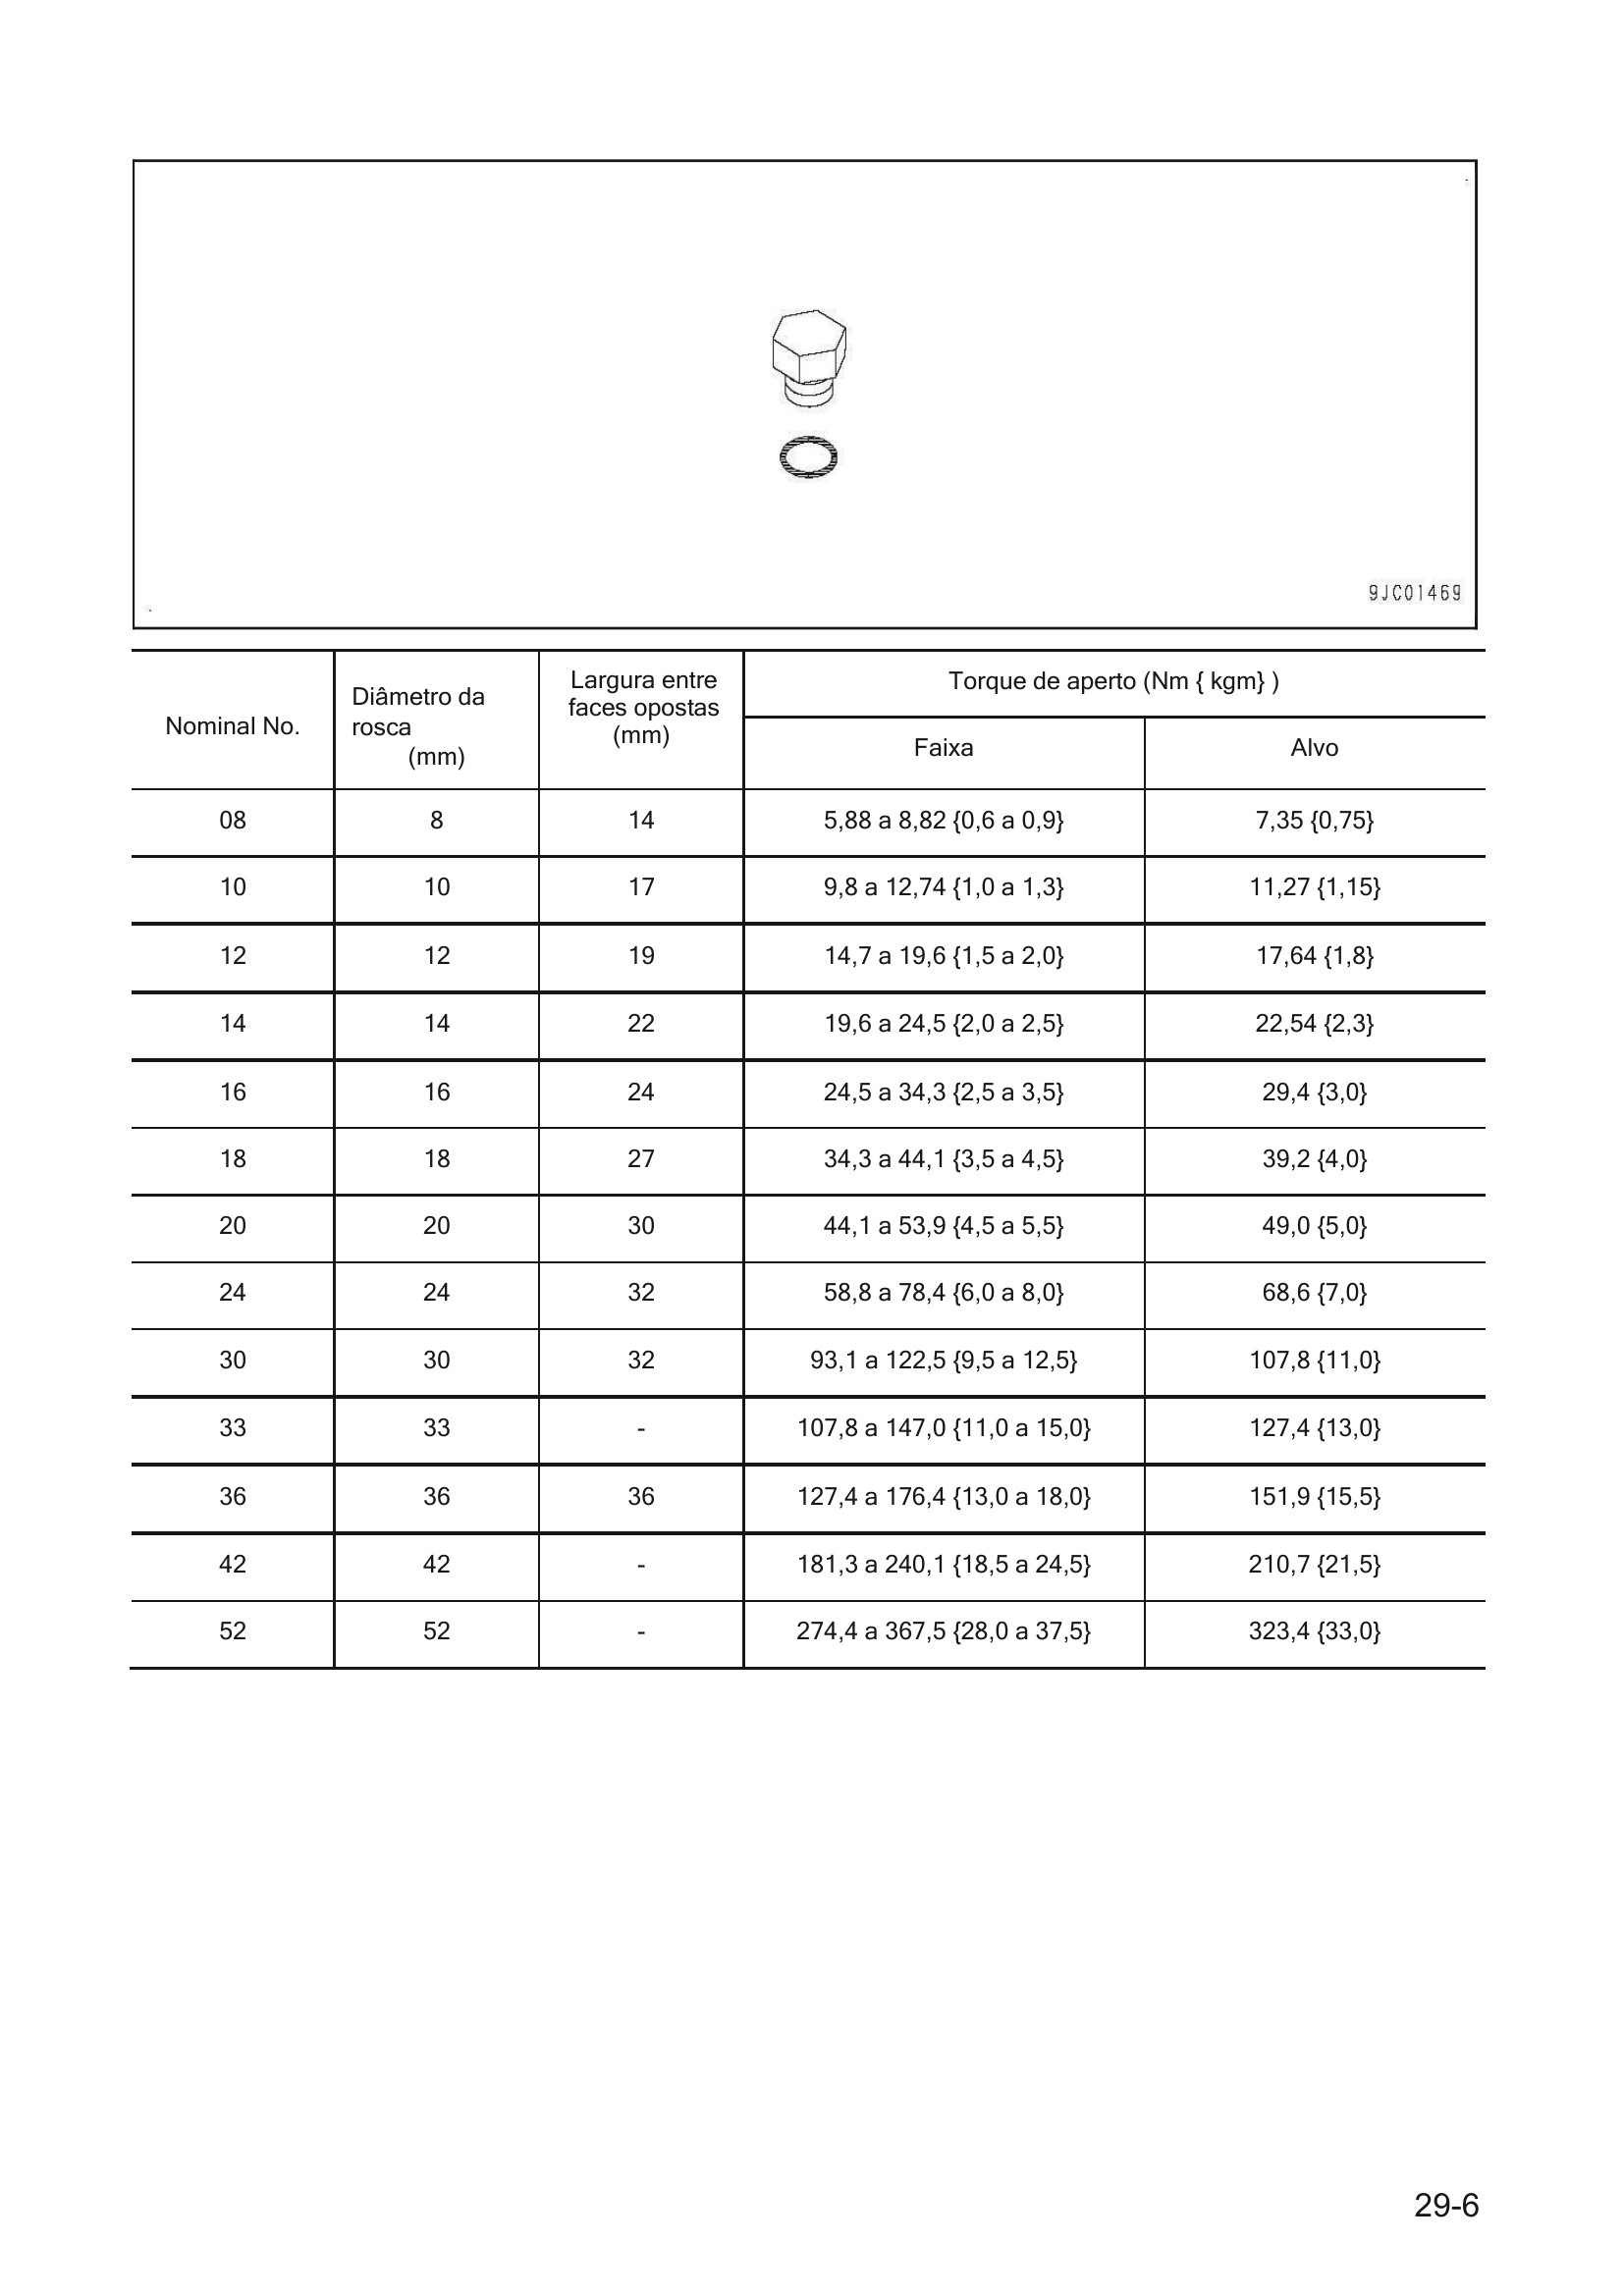 9JC01469
Nominal No.
Diâmetro da
rosca
(mm)
Largura entre
faces opostas
(mm)
Torque de aperto (Nm { kgm} )
Faixa
Alvo
08 8 14 5,88 a 8,82 {0,6 a 0,9} 7,35 {0,75}
10 10 17 9,8 a 12,74 {1,0 a 1,3} 11,27 {1,15}
12 12 19 14,7 a 19,6 {1,5 a 2,0} 17,64 {1,8}
14 14 22 19,6 a 24,5 {2,0 a 2,5} 22,54 {2,3}
16 16 24 24,5 a 34,3 {2,5 a 3,5} 29,4 {3,0}
18 18 27 34,3 a 44,1 {3,5 a 4,5} 39,2 {4,0}
20 20 30 44,1 a 53,9 {4,5 a 5,5} 49,0 {5,0}
24 24 32 58,8 a 78,4 {6,0 a 8,0} 68,6 {7,0}
30 30 32 93,1 a 122,5 {9,5 a 12,5} 107,8 {11,0}
33 33 - 107,8 a 147,0 {11,0 a 15,0} 127,4 {13,0}
36 36 36 127,4 a 176,4 {13,0 a 18,0} 151,9 {15,5}
42 42 - 181,3 a 240,1 {18,5 a 24,5} 210,7 {21,5}
52 52 - 274,4 a 367,5 {28,0 a 37,5} 323,4 {33,0}
29-6